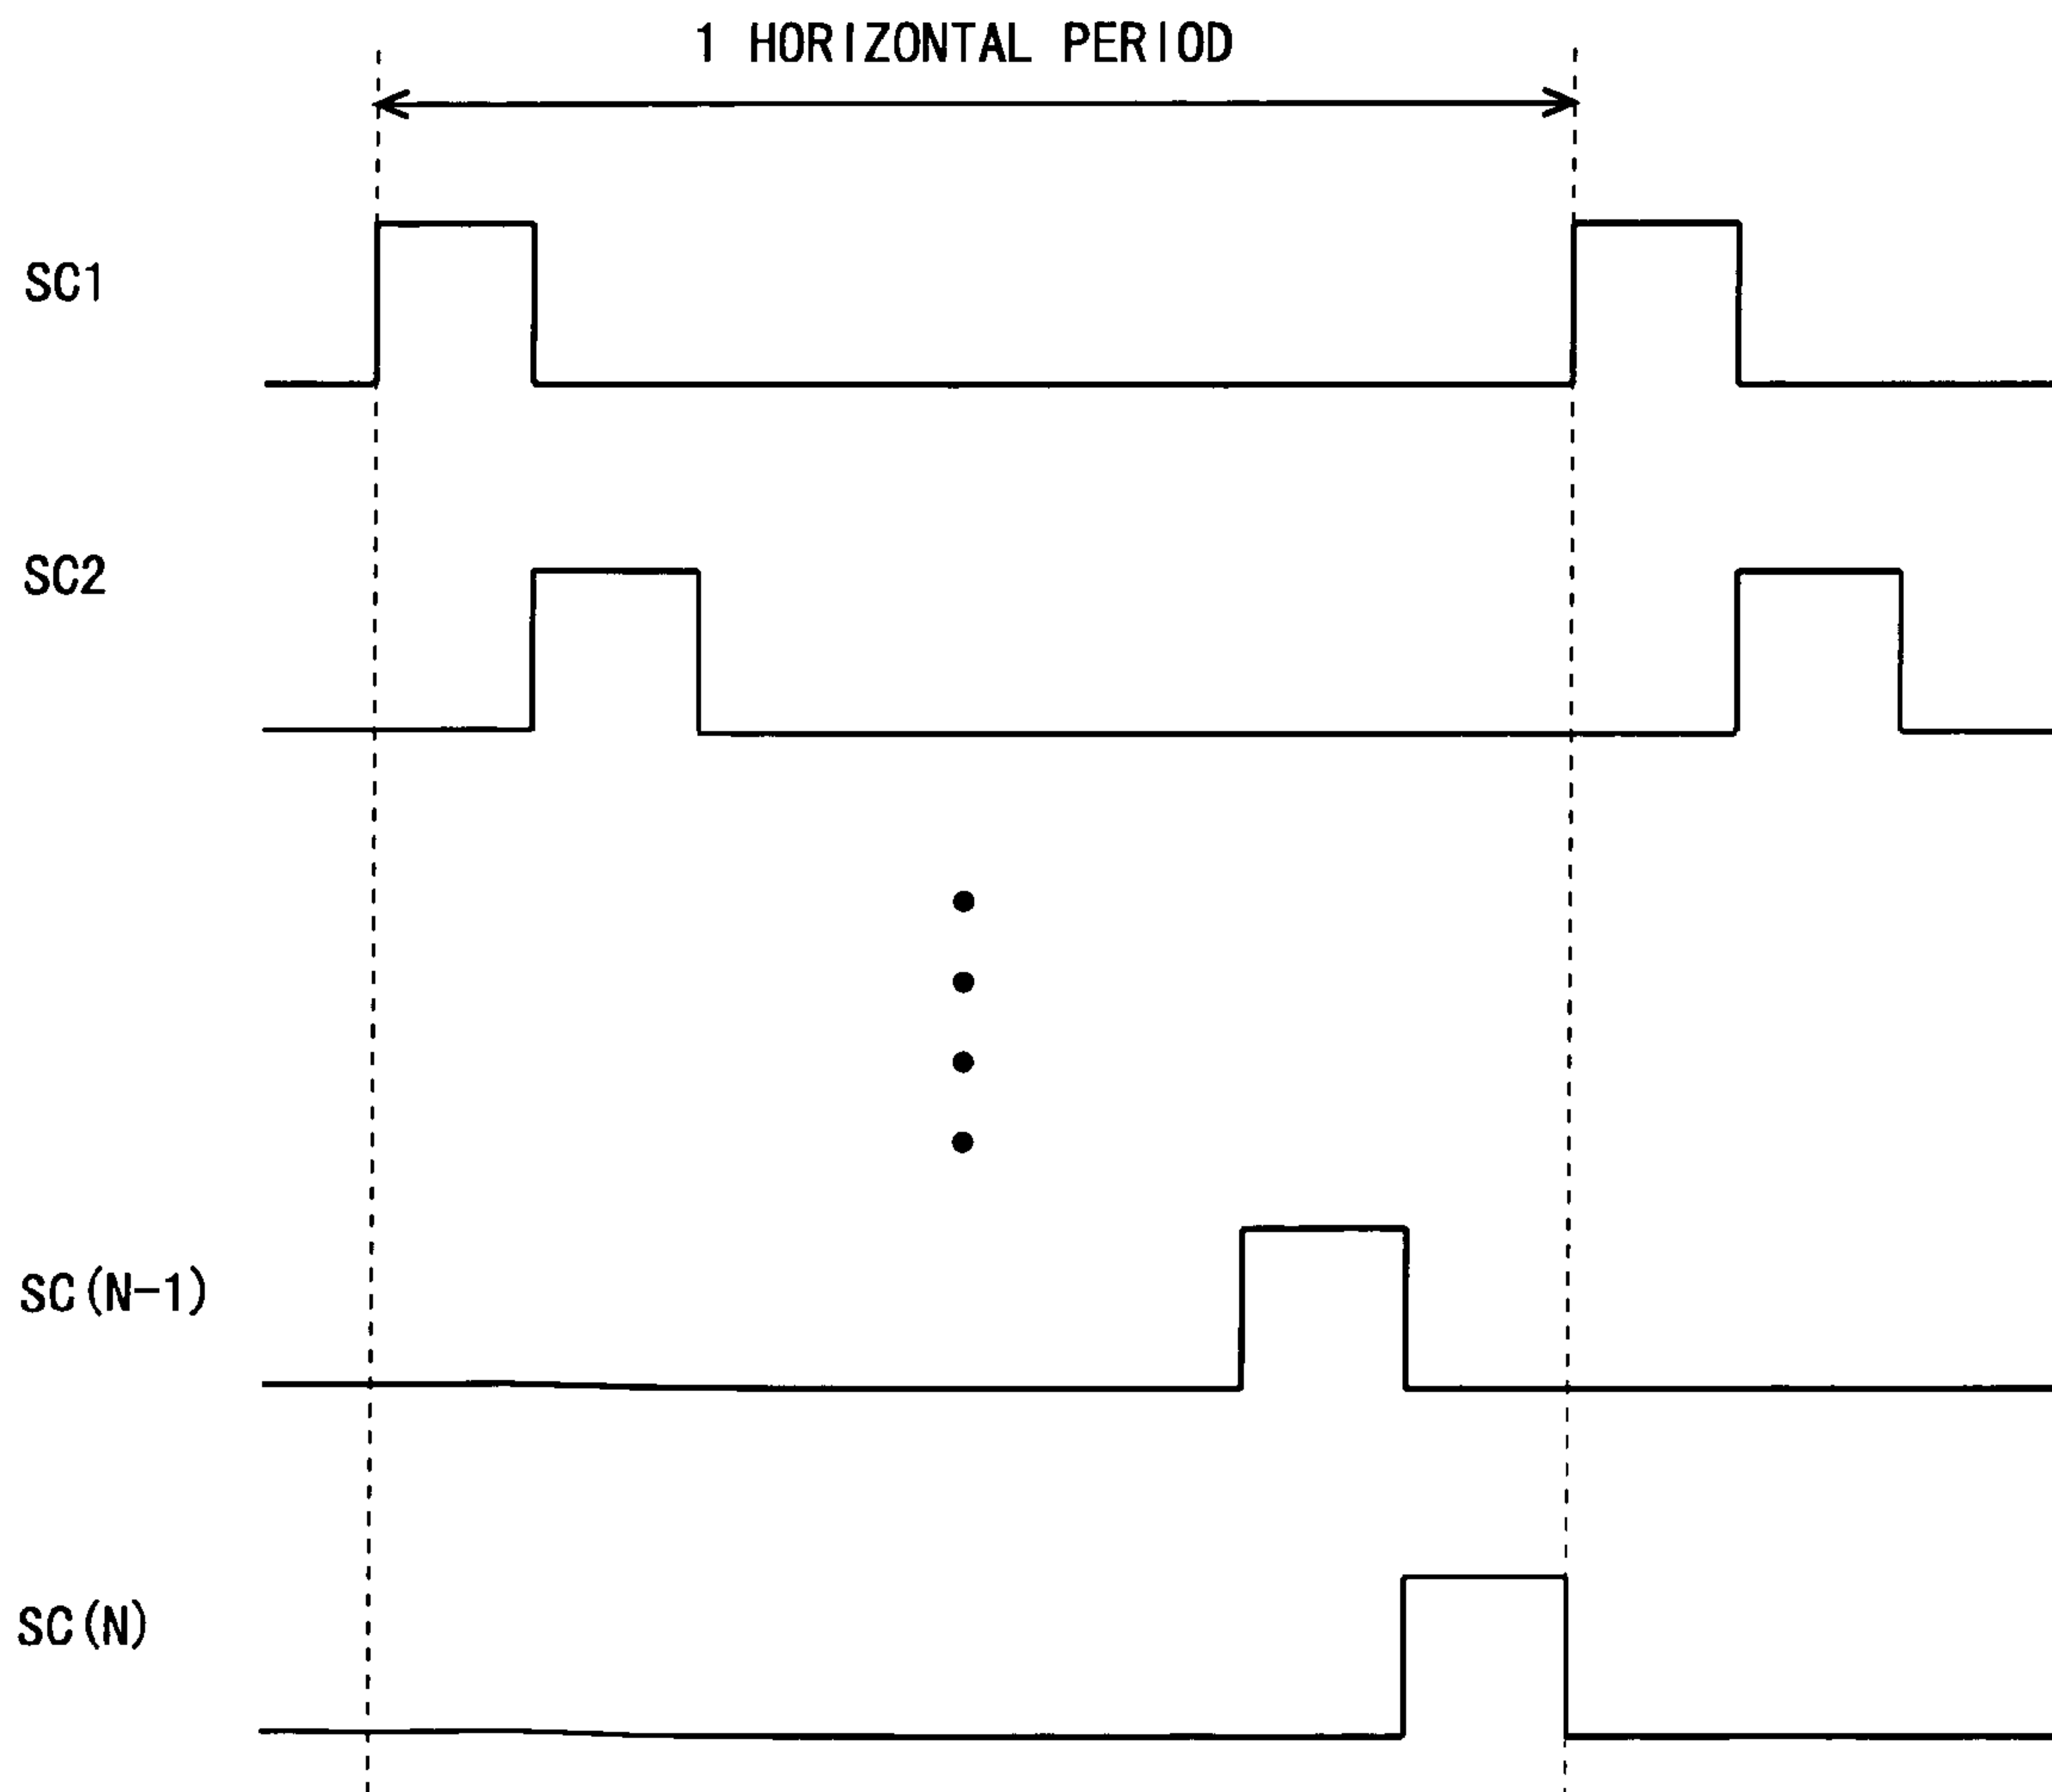 1 HORIZONTAL PERIOD
SC1
SC2
SC(N-1)
SC(N)